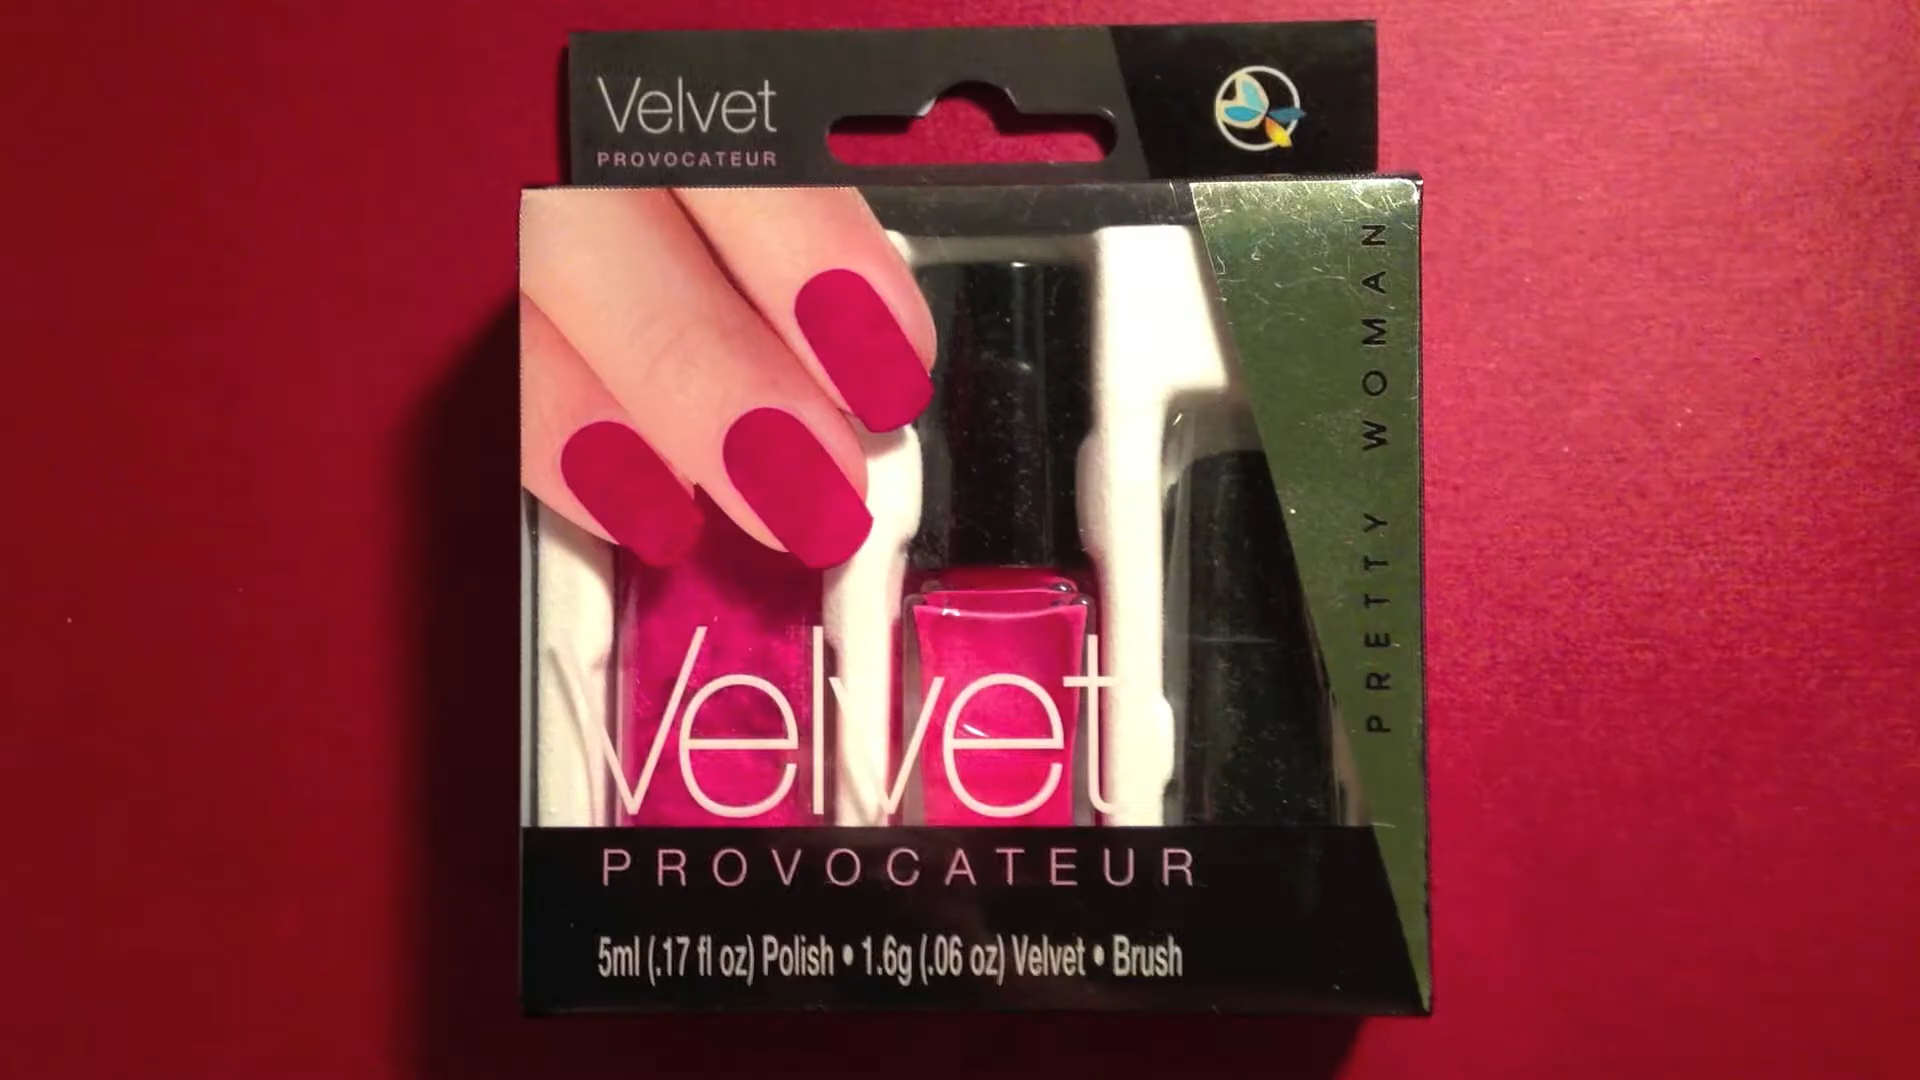 Velvet
PROVOCATEUR
PRETTY WOMAN
Velvet
PROVOCATEUR
5ml (.17 fl oz) Polish • 1.6g (.06 oz) Velvet • Brush